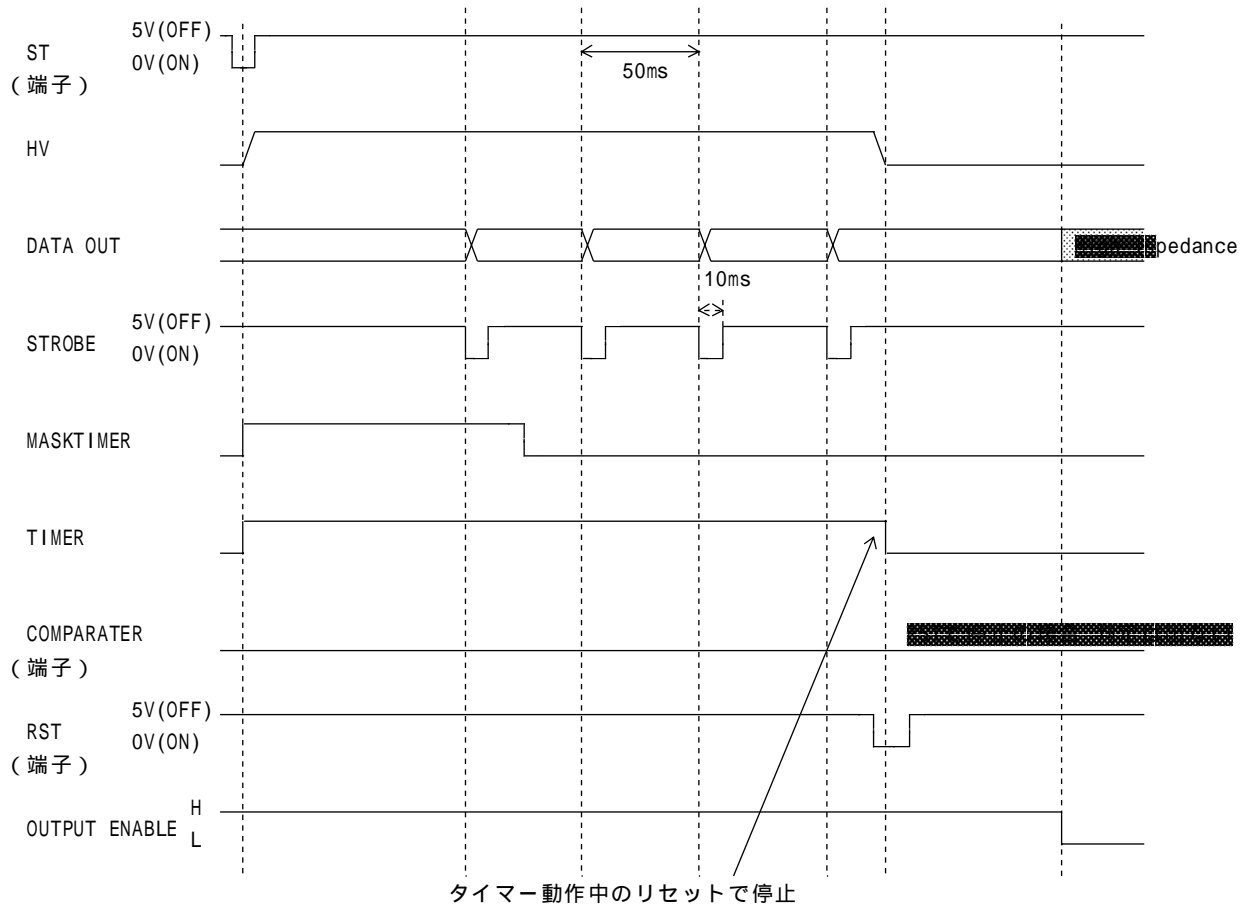 ST
(端子)
5V(OFF)
0V(ON)
50ms
HV
DATA OUT
pedance
10ms
STROBE
5V(OFF)
0V(ON)
MASKTIMER
TIMER
COMPARATER
(端子)
RST
(端子)
5V(OFF)
0V(ON)
OUTPUT ENABLE
H
L
タイマー動作中のリセットで停止